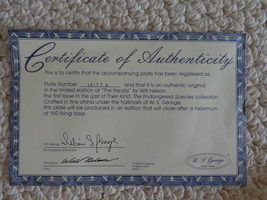 Certificate of Authenticity
This is to certify that the accompanying plate has been registered as
Plate Number and that it is an authentic original
in the limited edition of "The Panda" by Will Nelson,
the first issue in the Last of Their Kind: The Endangered Species collection.
Crafted in fine china under the hallmark of W. S. George,
this plate will be produced in an edition that will close after a maximum
of 150 firing days.
W. S. George